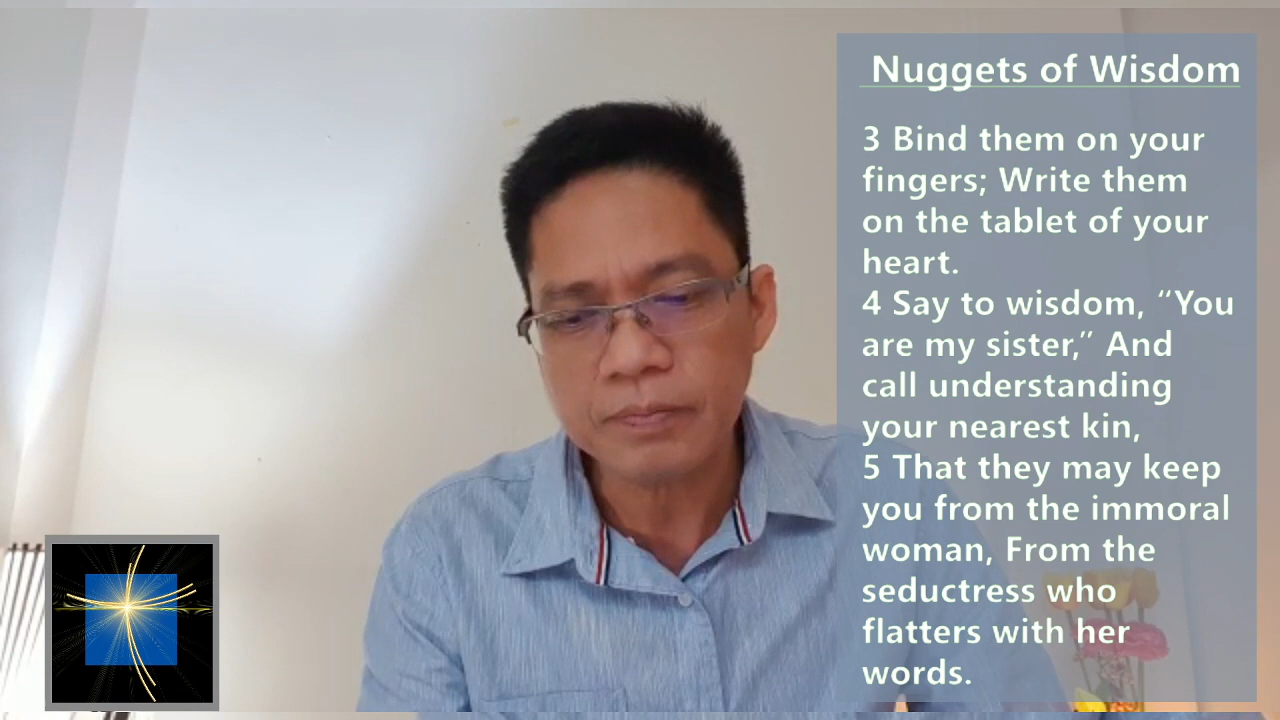 Nuggets of Wisdom
3 Bind them on your
fingers; Write them
on the tablet of your
heart.
4 Say to wisdom, “You
are my sister,” And
call understanding
your nearest kin,
5 That they may keep
you from the immoral
woman, From the
seductress who
flatters with her
words.